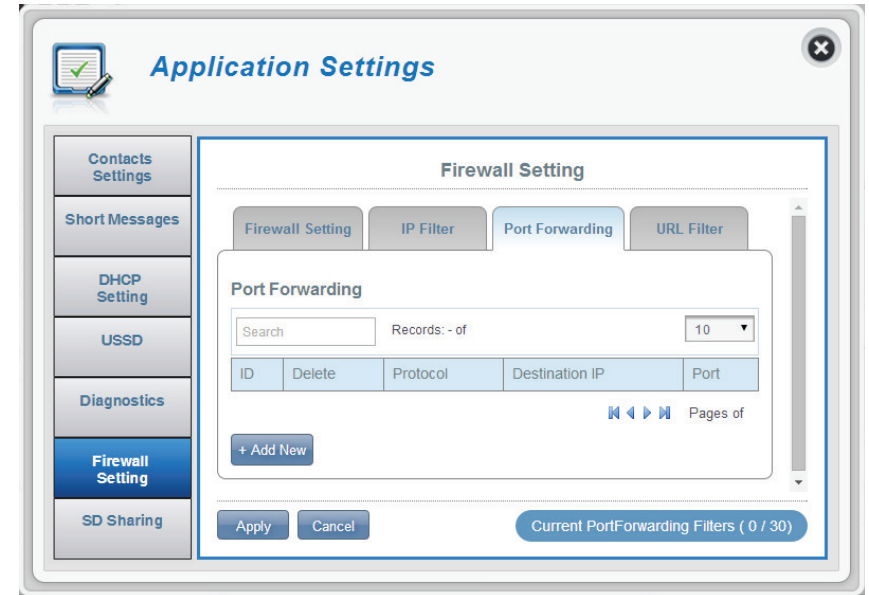 Application Settings
Contacts
Settings
Short Messages
DHCP
Setting
USSD
Diagnostics
Firewall
Setting
SD Sharing
Firewall Setting
Firewall Setting
IP Filter
Port Forwarding
URL Filter
Port Forwarding
Search
Records: - of
10
ID Delete Protocol Destination IP Port
Pages of
+ Add New
Apply
Cancel
Current PortForwarding Filters ( 0 / 30)